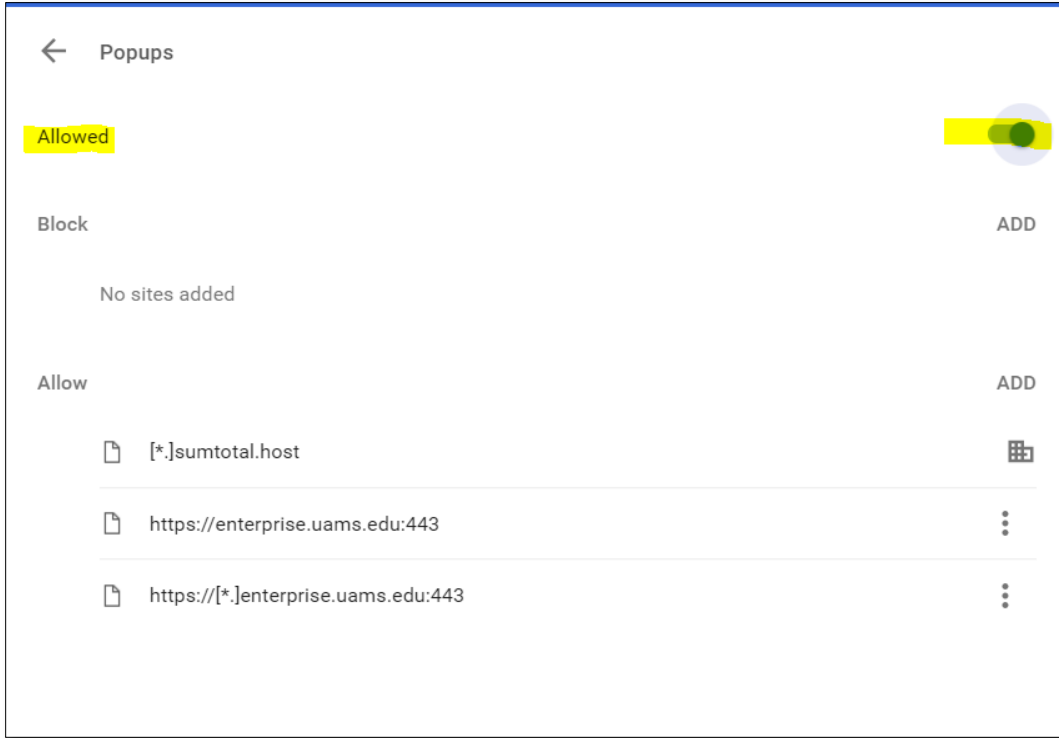 Popups
Allowed
Block ADD
No sites added
Allow ADD
[*.]sumtotal.host
https://enterprise.uams.edu:443
https://[*.]enterprise.uams.edu:443